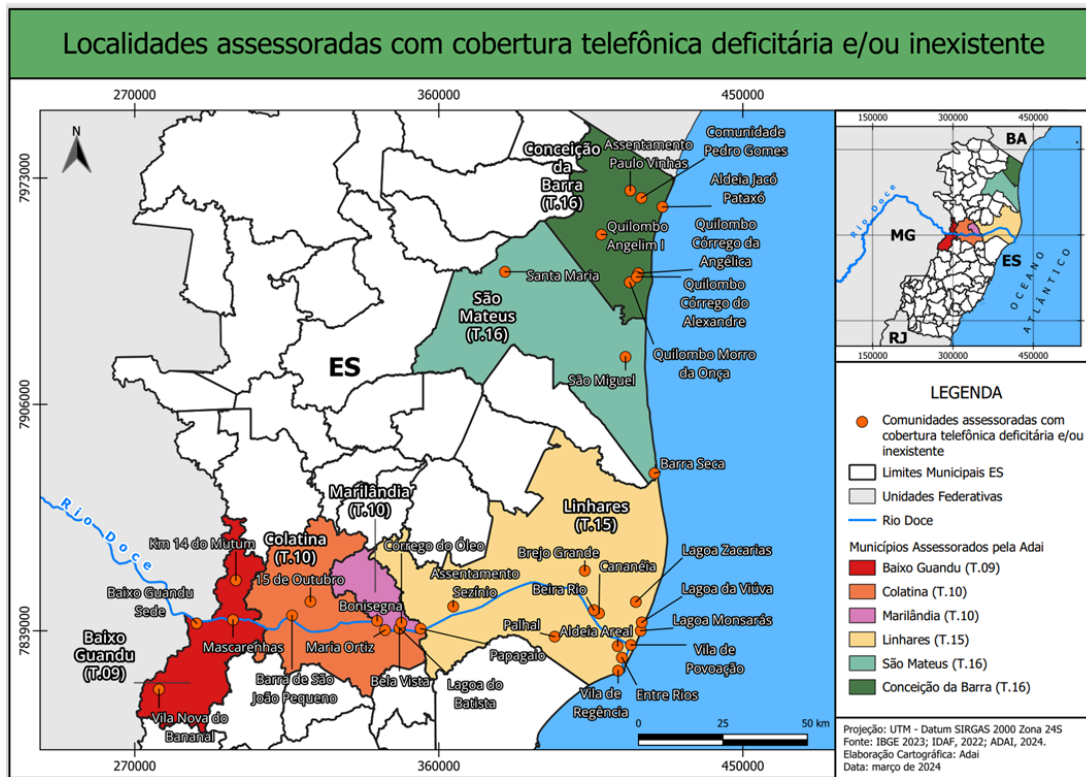 Localidades assessoradas com cobertura telefônica deficitária e/ou inexistente
270000
360000
450000
N
7973000
7906000
7839000
Conceição
da
Barra
(T.16)
Assentamento
Paulo Vinhas
Comunidade
Pedro Gomes
Aldeia Jacó
Pataxó
Quilombo
Angelim I
Quilombo
Córrego da
Angélica
Quilombo
Córrego do
Alexandre
Santa Maria
São
Mateus
(T.16)
ES
Quilombo Morro
da Onça
São Miguel
Barra Seca
Marilândia
(T.10)
Linhares
(T.15)
Rio Doce
Km 14 do Mutum
Colatina
(T.10)
Córrego do Óleo
15 de Outubro
Assentamento
Sezínio
Brejo Grande
Cananéia
Lagoa Zacarias
Baixo Guandu
Sede
Bonisegna
Beira Rio
Lagoa da Viúva
Palhal
Aldeia Areal
Lagoa Monsarás
Baixo
Guandu
(T.09)
Mascarenhas
Maria Ortiz
Papagaio
Vila de
Povoação
Barra de São
João Pequeno
Bela Vista
Lagoa do
Batista
Vila de
Regência
Entre Rios
Vila Nova do
Bananal
0
25
50 km
270000
360000
450000
150000
300000
450000
BA
Rio Doce
MG
ES
OCEANO
ATLÂNTICO
RJ
150000
300000
450000
LEGENDA
Comunidades assessoradas com
cobertura telefônica deficitária e/ou
inexistente
Limites Municipais ES
Unidades Federativas
Rio Doce
Municípios Assessorados pela Adai
Baixo Guandu (T.09)
Colatina (T.10)
Marilândia (T.10)
Linhares (T.15)
São Mateus (T.16)
Conceição da Barra (T.16)
Projeção: UTM - Datum SIRGAS 2000 Zona 24S
Fonte: IBGE 2023; IDAF, 2022; ADAI, 2024.
Elaboração Cartográfica: Adai
Data: março de 2024